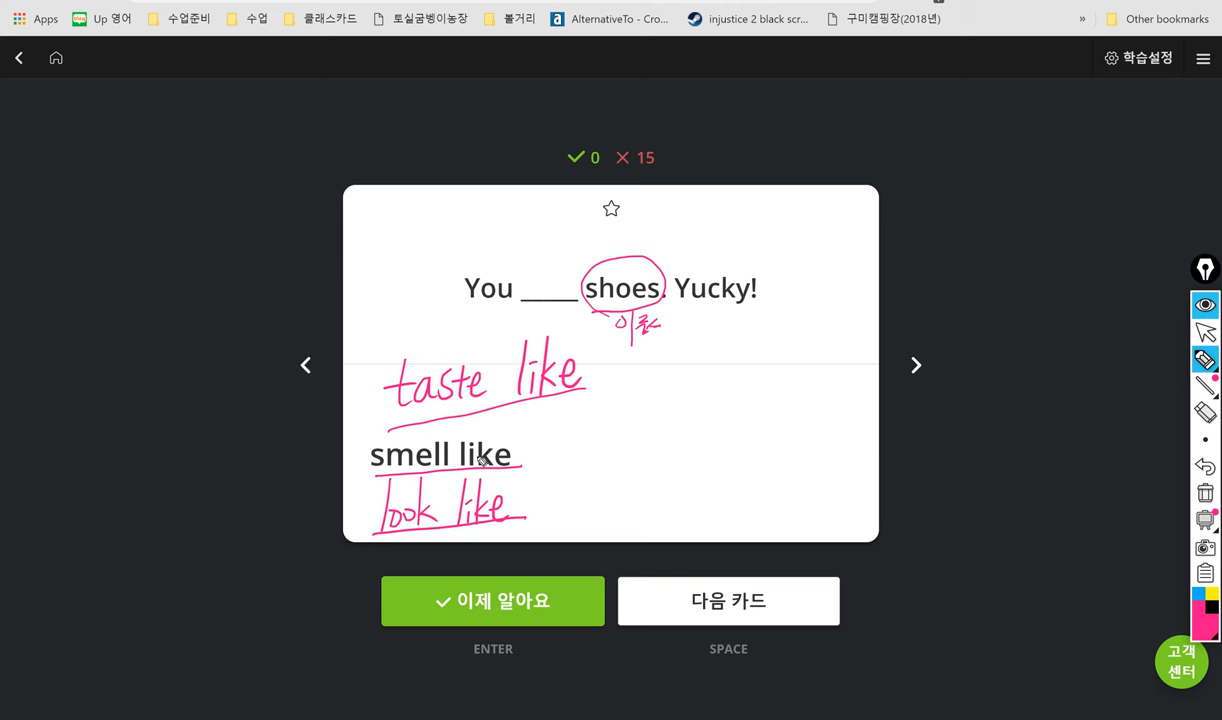 Apps Up 영어 수업준비 수업 클래스카드 토실굼벵이농장 볼거리 AlternativeTo - Cro... injustice 2 black scr... 구미캠핑장(2018년) » Other bookmarks
학습설정
0 15
You ____ shoes. Yucky!
이름
taste like
smell like
look like
이제 알아요 다음 카드
ENTER SPACE
고객
센터